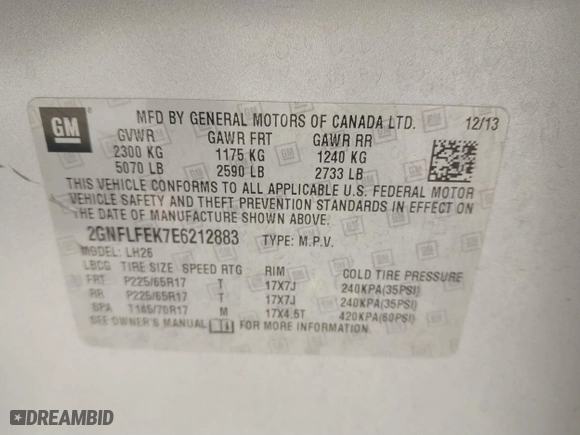 GM
MFD BY GENERAL MOTORS OF CANADA LTD. 12/13
GVWR GAWR FRT GAWR RR
2300 KG 1175 KG 1240 KG
5070 LB 2590 LB 2733 LB
THIS VEHICLE CONFORMS TO ALL APPLICABLE U.S. FEDERAL MOTOR
VEHICLE SAFETY AND THEFT PREVENTION STANDARDS IN EFFECT ON
THE DATE OF MANUFACTURE SHOWN ABOVE.
2GNFLFEK7E6212883 TYPE: M.P.V.
MODEL: LH26
LBCG TIRE SIZE SPEED RTG RIM COLD TIRE PRESSURE
FRT P225/65R17 T 17X7J 240KPA(35PSI)
RR P225/65R17 T 17X7J 240KPA(35PSI)
SPA T145/70R17 M 17X4.5T 420KPA(60PSI)
SEE OWNER'S MANUAL FOR MORE INFORMATION.
DREAMBID